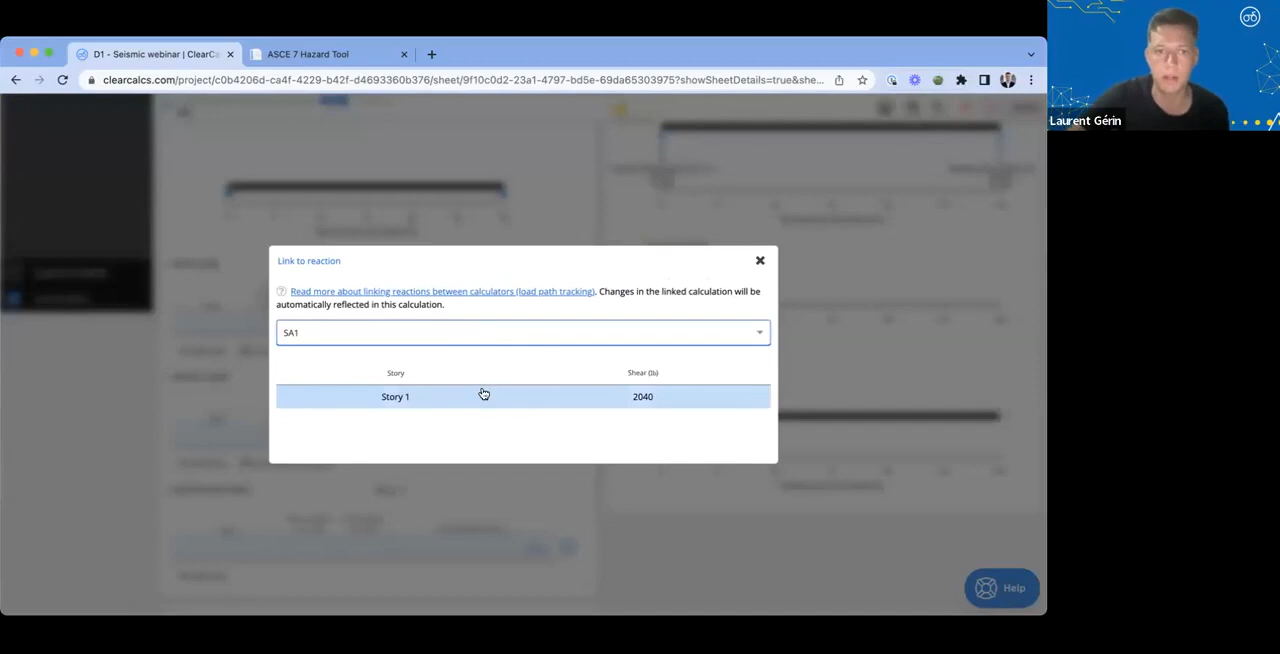 D1 - Seismic webinar | ClearCa
ASCE 7 Hazard Tool
clearcalcs.com/project/c0b4206d-ca4f-4229-b42f-d4693360b376/sheet/9f10c0d2-23a1-4797-bd5e-69da65303975?showSheetDetails=true&she...
Laurent Gérin
Link to reaction
Read more about linking reactions between calculators (load path tracking). Changes in the linked calculation will be
automatically reflected in this calculation.
SA1
Story Shear (lb)
Story 1 2040
Help